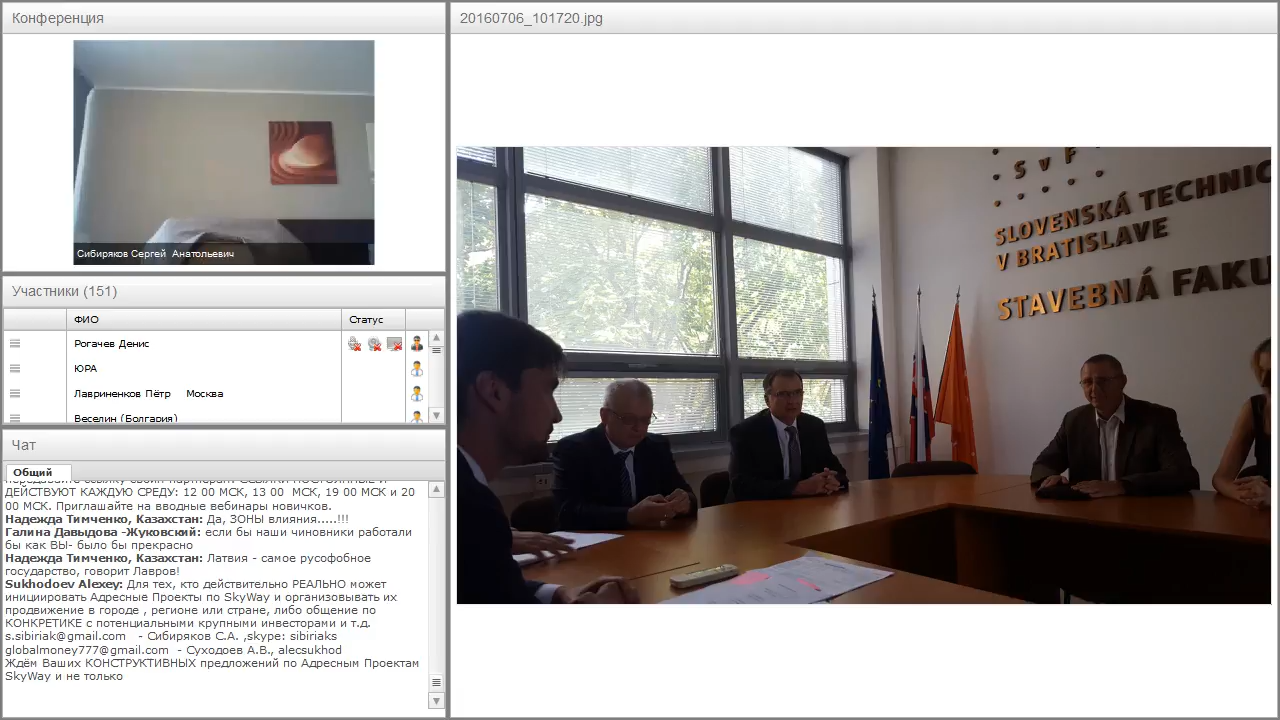 Конференция
Сибиряков Сергей Анатольевич
Участники (151)
ФИО
Статус
Рогачев Денис
ЮРА
Лавриненков Пётр Москва
Веселин (Болгария)
Чат
Общий
ДЕЙСТВУЮТ КАЖДУЮ СРЕДУ: 12 00 МСК, 13 00 МСК, 19 00 МСК и 20
00 МСК. Приглашайте на вводные вебинары новичков.
Надежда Тимченко, Казахстан: Да, ЗОНЫ влияния.....!!!
Галина Давыдова -Жуковский: если бы наши чиновники работали
бы как ВЫ- было бы прекрасно
Надежда Тимченко, Казахстан: Латвия - самое русофобное
государство, говорит Лавров!
Sukhodoev Alexey: Для тех, кто действительно РЕАЛЬНО может
инициировать Адресные Проекты по SkyWay и организовывать их
продвижение в городе , регионе или стране, либо общение по
КОНКРЕТИКЕ с потенциальными крупными инвесторами и т.д.
s.sibiriak@gmail.com - Сибиряков С.А. ,skype: sibiriaks
globalmoney777@gmail.com - Суходоев А.В., alecsukhod
Ждём Ваших КОНСТРУКТИВНЫХ предложений по Адресным Проектам
SkyWay и не только
20160706_101720.jpg
S v F
SLOVENSKÁ TECHNIC
V BRATISLAVE
STAVEBNÁ FAKU